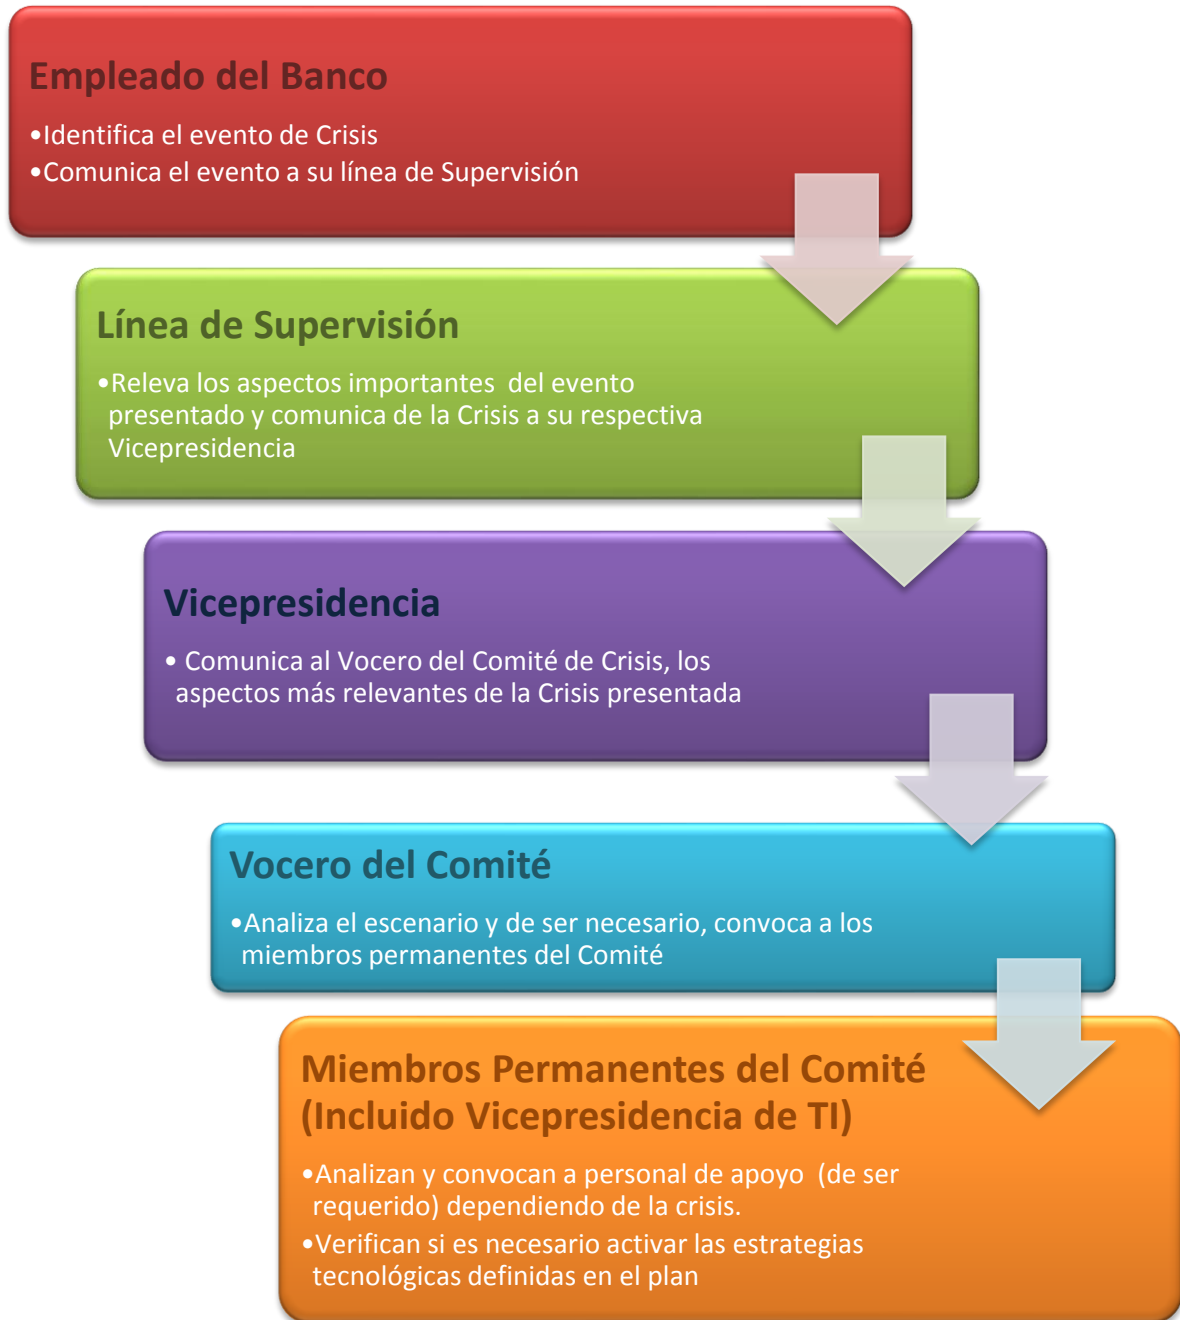 Empleado del Banco
•Identifica el evento de Crisis
•Comunica el evento a su línea de Supervisión
Línea de Supervisión
•Releva los aspectos importantes  del evento
presentado y comunica de la Crisis a su respectiva
Vicepresidencia
Vicepresidencia
• Comunica al Vocero del Comité de Crisis, los
aspectos más relevantes de la Crisis presentada
Vocero del Comité
•Analiza el escenario y de ser necesario, convoca a los
miembros permanentes del Comité
Miembros Permanentes del Comité
(Incluido Vicepresidencia de TI)
•Analizan y convocan a personal de apoyo  (de ser
requerido) dependiendo de la crisis.
•Verifican si es necesario activar las estrategias
tecnológicas definidas en el plan